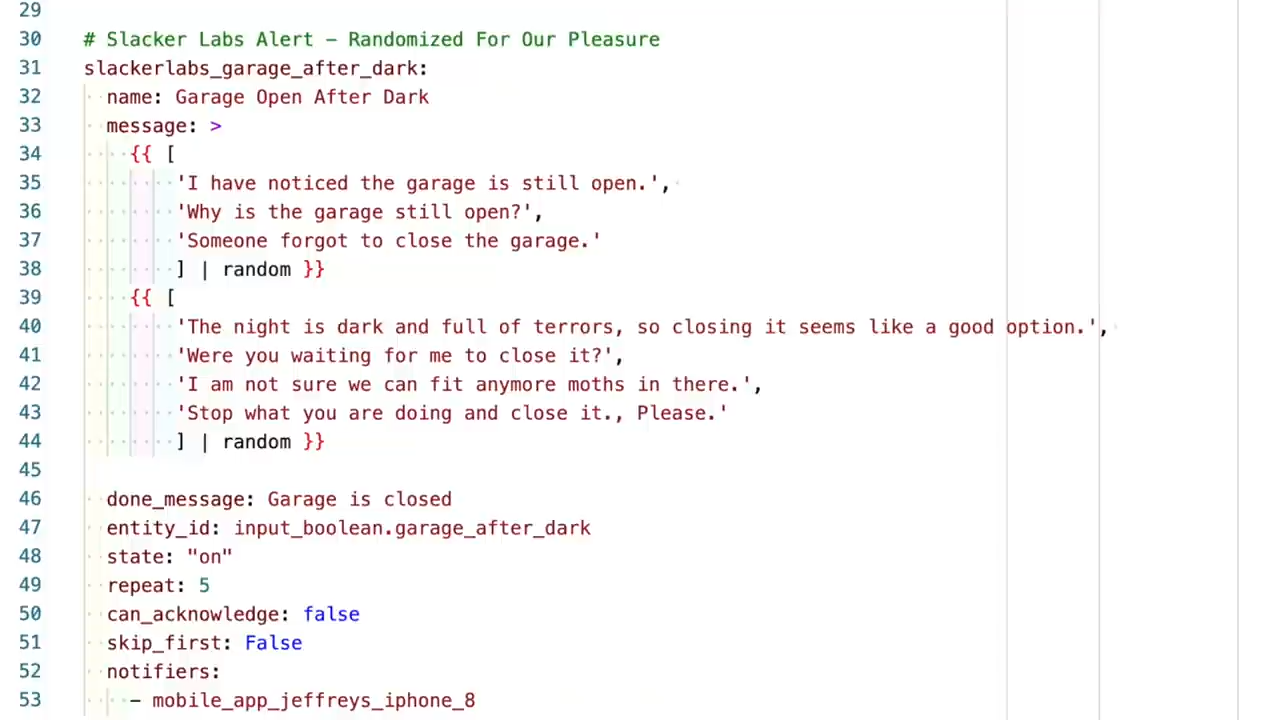 29
30 # Slacker Labs Alert – Randomized For Our Pleasure
31 slackerlabs_garage_after_dark:
32 name: Garage Open After Dark
33 message: >
34 {{ [
35 'I have noticed the garage is still open.',
36 'Why is the garage still open?',
37 'Someone forgot to close the garage.'
38 ] | random }}
39 {{ [
40 'The night is dark and full of terrors, so closing it seems like a good option.',
41 'Were you waiting for me to close it?',
42 'I am not sure we can fit anymore moths in there.',
43 'Stop what you are doing and close it., Please.'
44 ] | random }}
45
46 done_message: Garage is closed
47 entity_id: input_boolean.garage_after_dark
48 state: "on"
49 repeat: 5
50 can_acknowledge: false
51 skip_first: False
52 notifiers:
53 – mobile_app_jeffreys_iphone_8